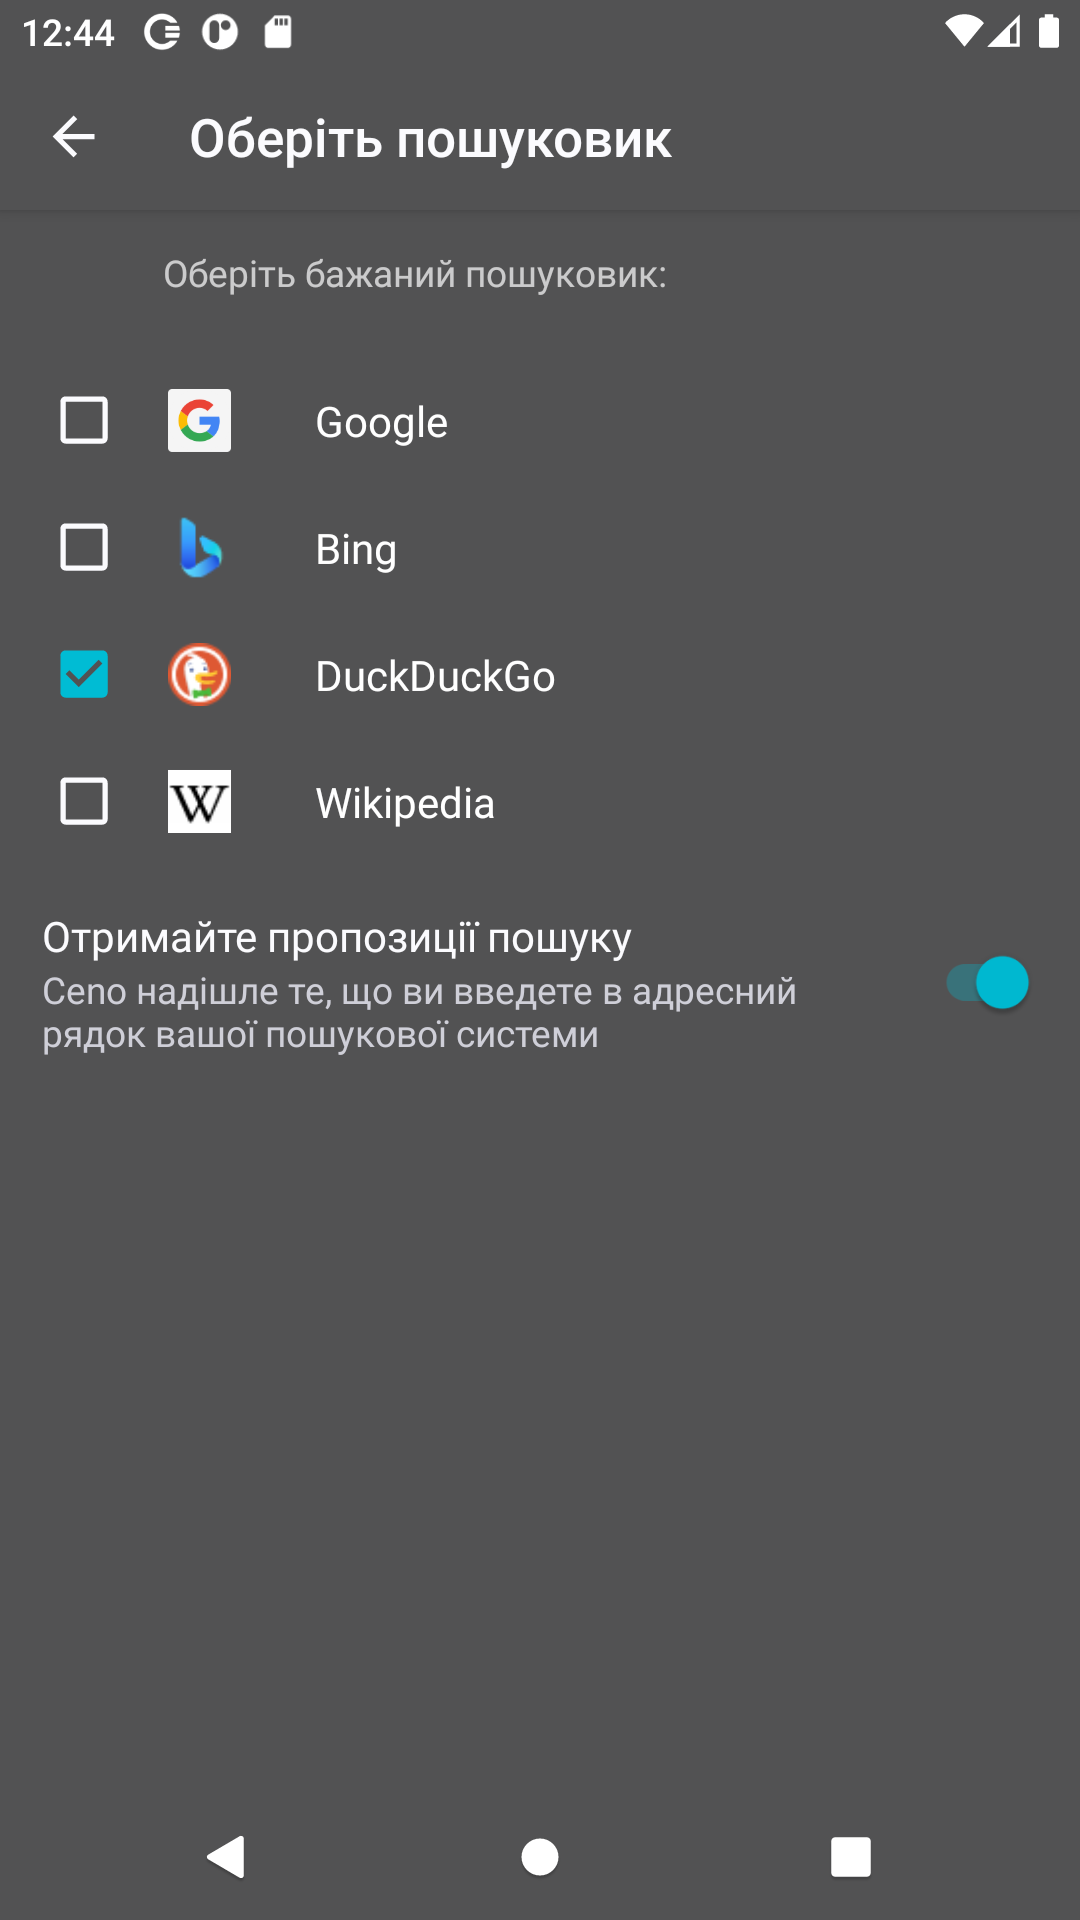 12:44
Оберіть пошуковик
Оберіть бажаний пошуковик:
Google
Bing
DuckDuckGo
Wikipedia
Отримайте пропозиції пошуку
Ceno надішле те, що ви введете в адресний
рядок вашої пошукової системи